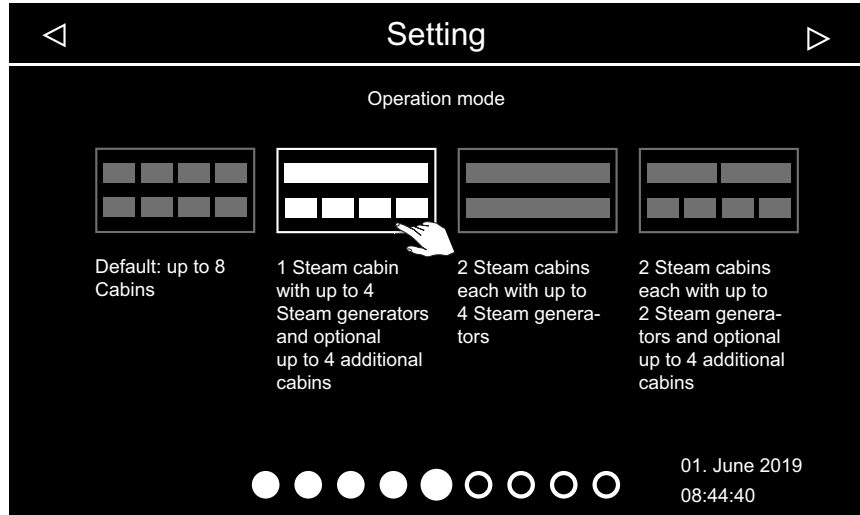 Setting
Operation mode
Default: up to 8
Cabins
1 Steam cabin
with up to 4
Steam generators
and optional
up to 4 additional
cabins
2 Steam cabins
each with up to
4 Steam genera-
tors
2 Steam cabins
each with up to
2 Steam genera-
tors and optional
up to 4 additional
cabins
01. June 2019
08:44:40